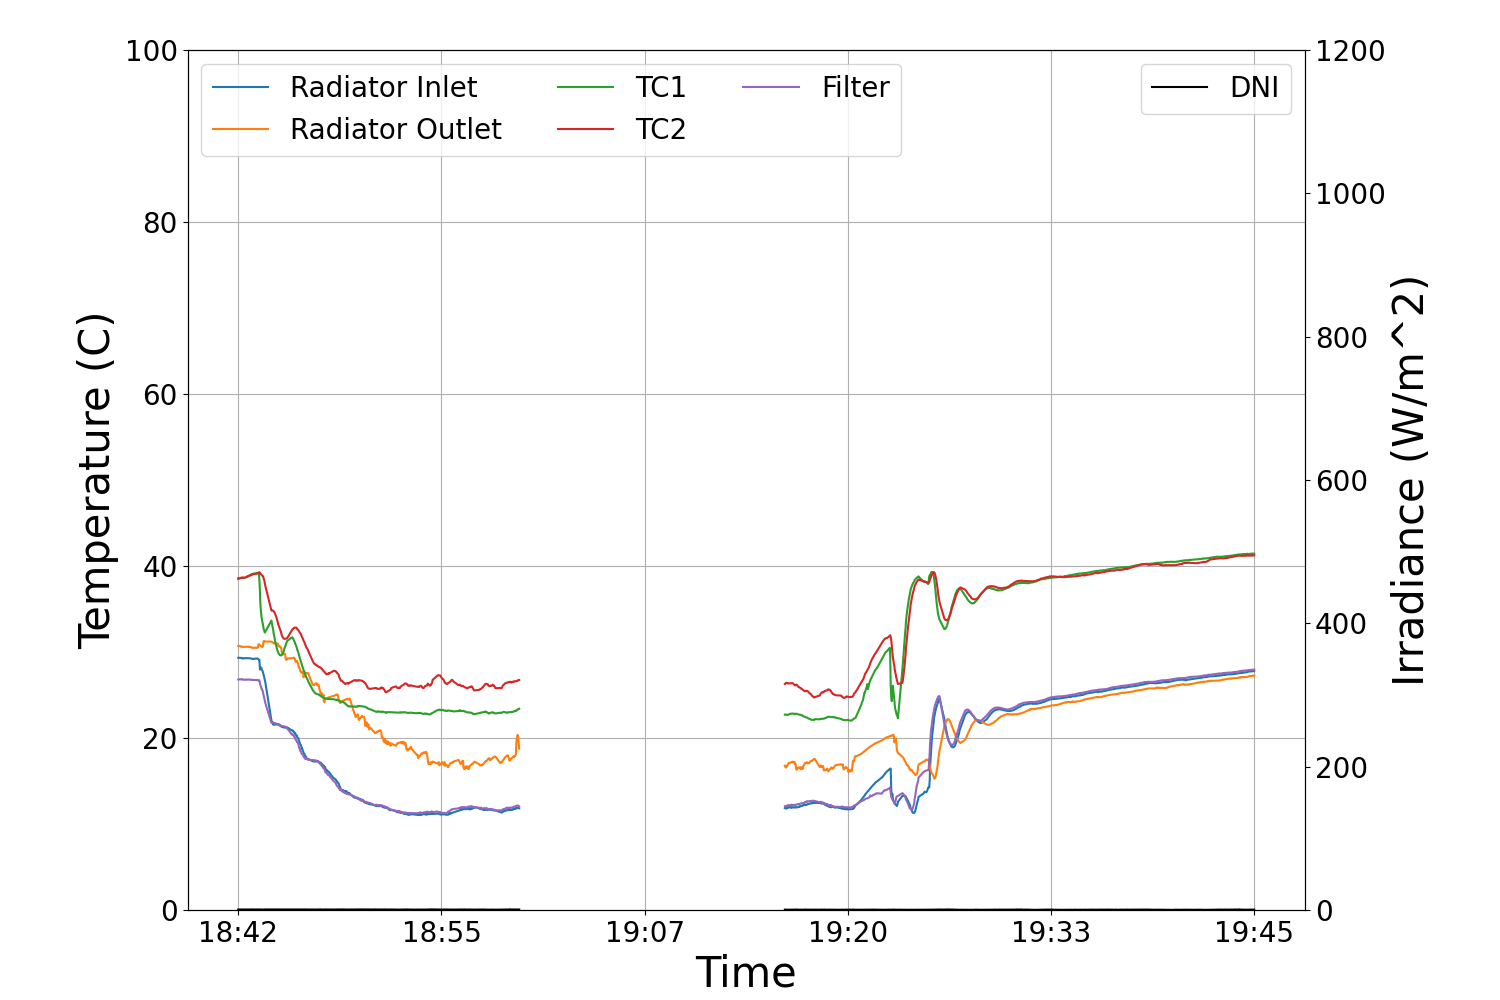 100
80
60
40
20
0
Temperature (C)
Radiator Inlet
Radiator Outlet
TC1
TC2
Filter
DNI
1200
1000
800
600
400
200
0
Irradiance (W/m^2)
18:42 18:55 19:07 19:20 19:33 19:45
Time